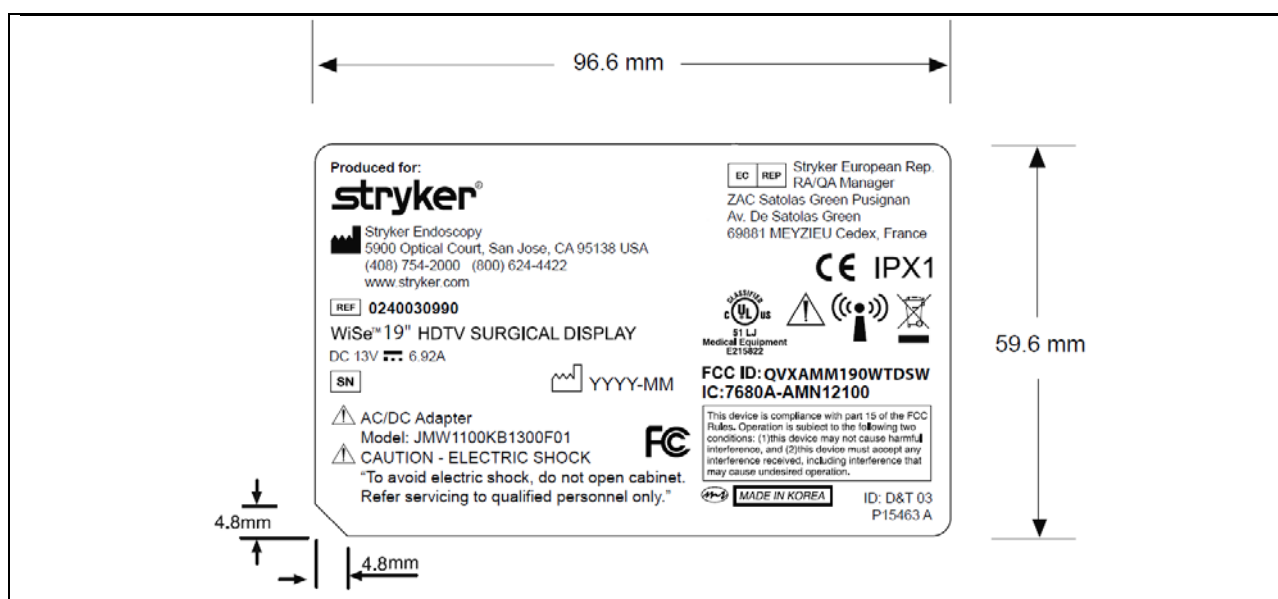 96.6 mm
Produced for:
stryker®
Stryker Endoscopy
5900 Optical Court, San Jose, CA 95138 USA
(408) 754-2000 (800) 624-4422
www.stryker.com
REF 0240030990
WiSe™ 19" HDTV SURGICAL DISPLAY
DC 13V 6.92A
SN
YYYY-MM
AC/DC Adapter
Model: JMW1100KB1300F01
CAUTION - ELECTRIC SHOCK
“To avoid electric shock, do not open cabinet.
Refer servicing to qualified personnel only.”
FC
EC REP Stryker European Rep.
RA/QA Manager
ZAC Satolas Green Pusignan
Av. De Satolas Green
69881 MEYZIEU Cedex, France
CE IPX1
CLASSIFIED
C UL US
51 LJ
Medical Equipment
E215822
FCC ID: QVXAMM190WTDSW
IC:7680A-AMN12100
This device is compliance with part 15 of the FCC
Rules. Operation is subject to the following two
conditions: (1)this device may not cause harmful
interference, and (2)this device must accept any
interference received, including interference that
may cause undesired operation.
MADE IN KOREA
ID: D&T 03
P15463 A
59.6 mm
4.8mm
4.8mm